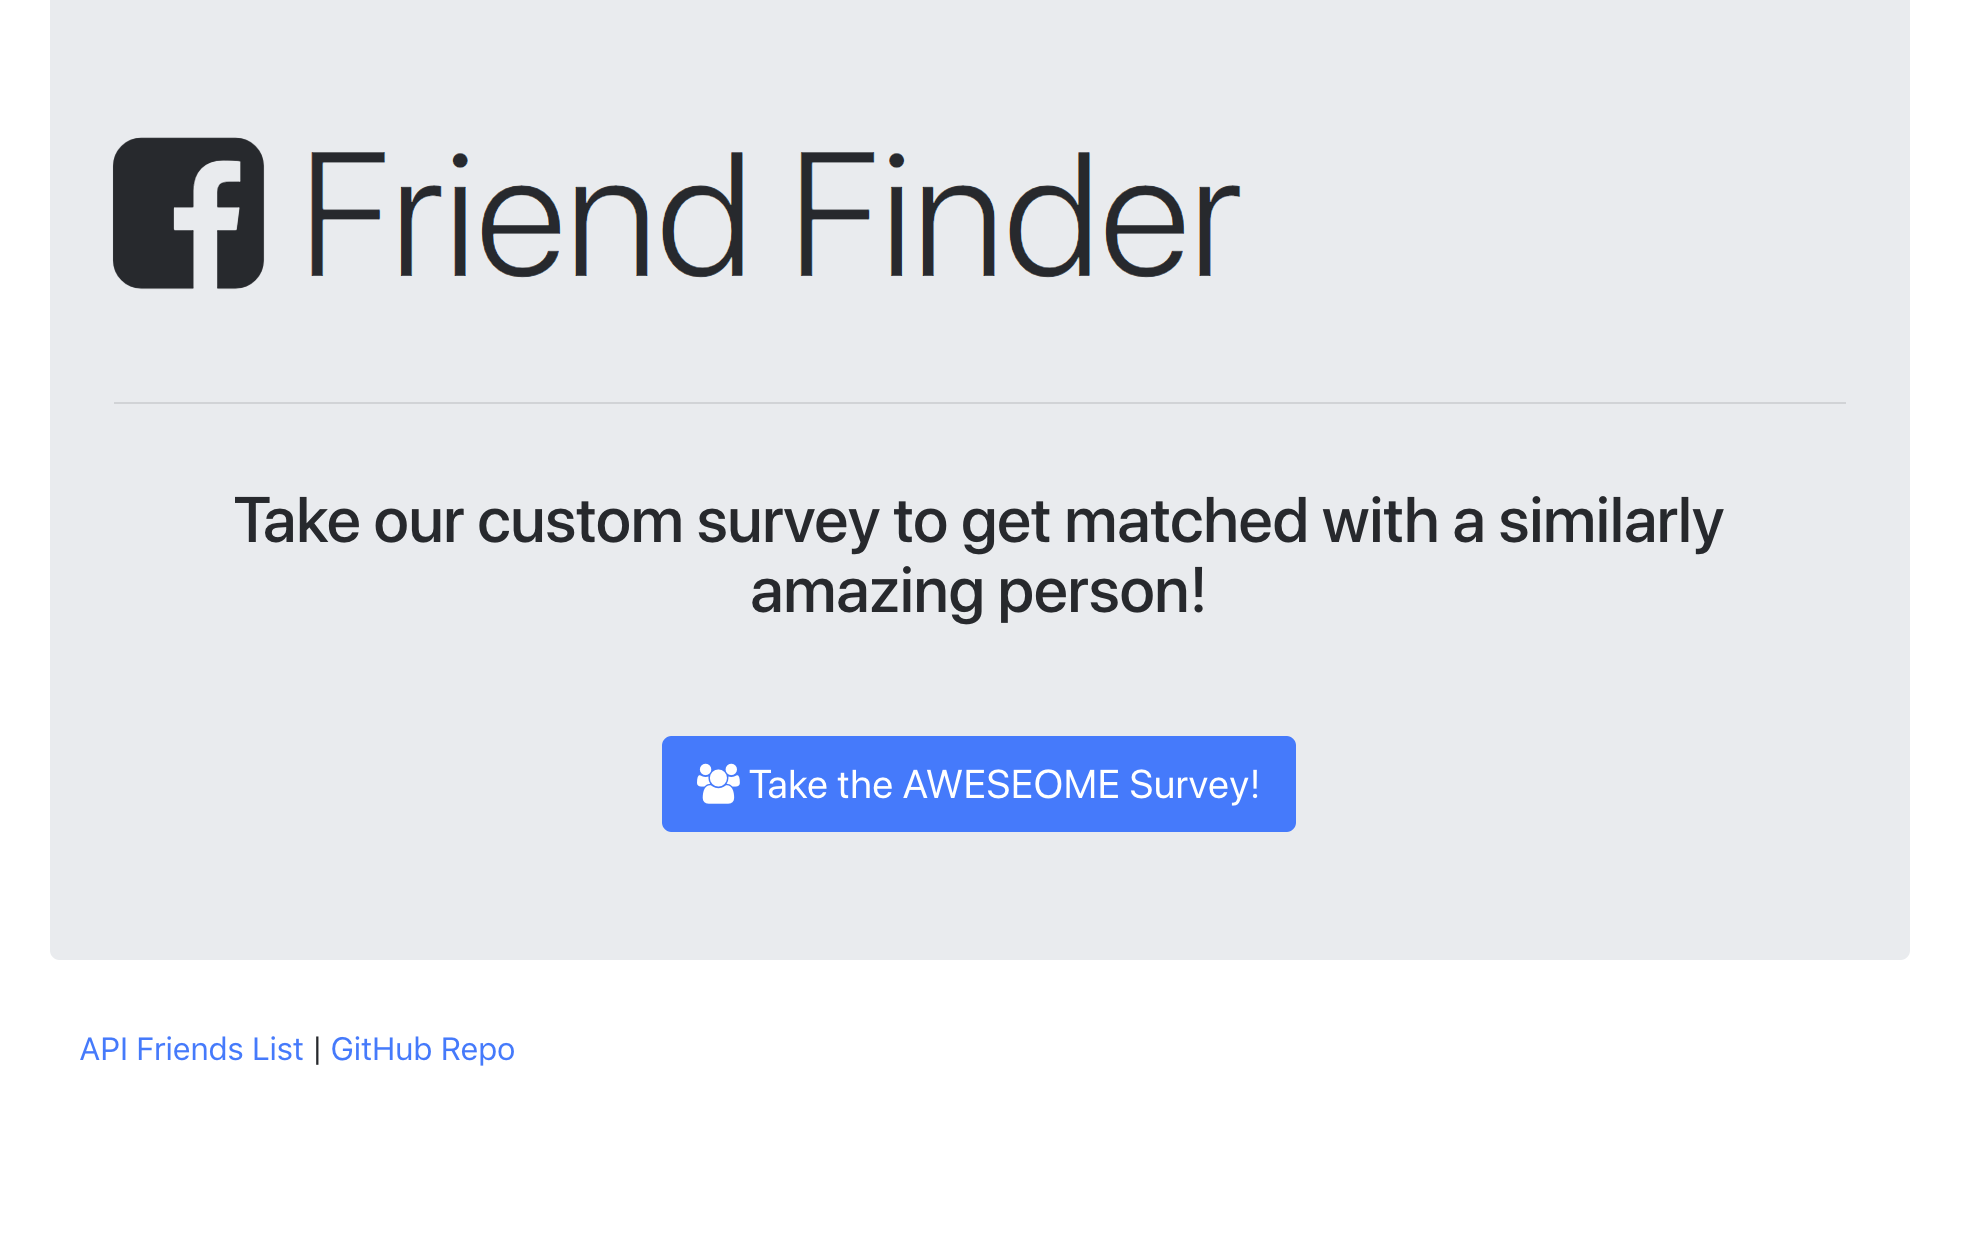 Friend Finder
Take our custom survey to get matched with a similarly
amazing person!
Take the AWESEOME Survey!
API Friends List | GitHub Repo